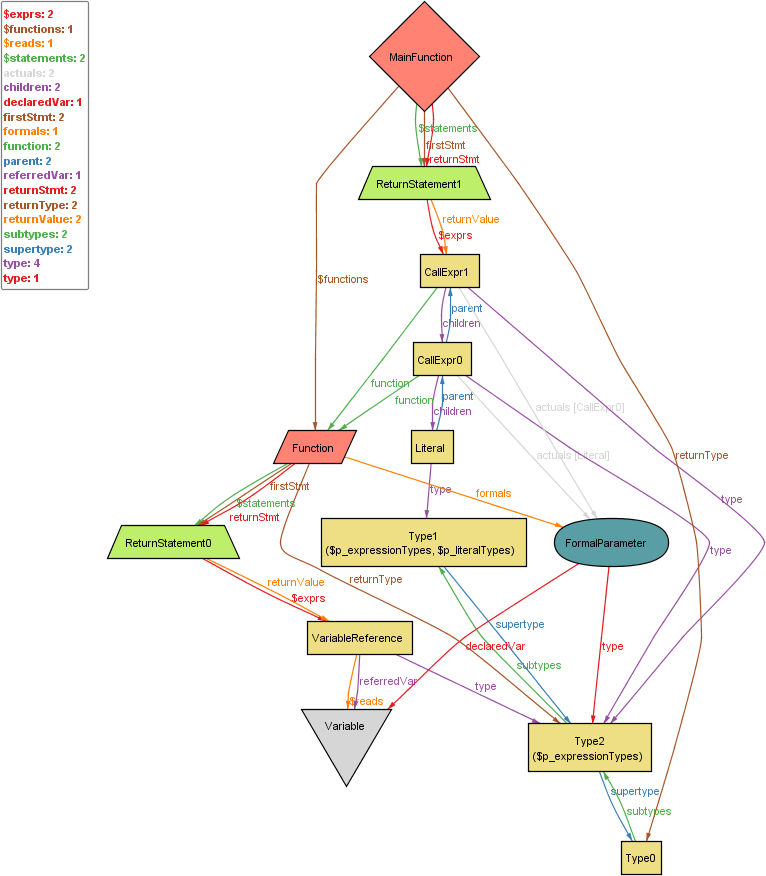 $exprs: 2
$functions: 1
$reads: 1
$statements: 2
actuals: 2
children: 2
declaredVar: 1
firstStmt: 2
formals: 1
function: 2
parent: 2
referredVar: 1
returnStmt: 2
returnType: 2
returnValue: 2
subtypes: 2
supertype: 2
type: 4
type: 1
MainFunction
$statements
firstStmt
returnStmt
ReturnStatement1
returnValue
$exprs
CallExpr1
$functions
parent
children
CallExpr0
function
function
parent
children
actuals [CallExpr0]
actuals [Literal]
returnType
Function
Literal
firstStmt
$statements
returnStmt
type
formals
type
type
ReturnStatement0
Type1
($p_expressionTypes, $p_literalTypes)
FormalParameter
returnValue
$exprs
returnType
supertype
subtypes
declaredVar
type
VariableReference
referredVar
$reads
type
Variable
Type2
($p_expressionTypes)
supertype
subtypes
Type0